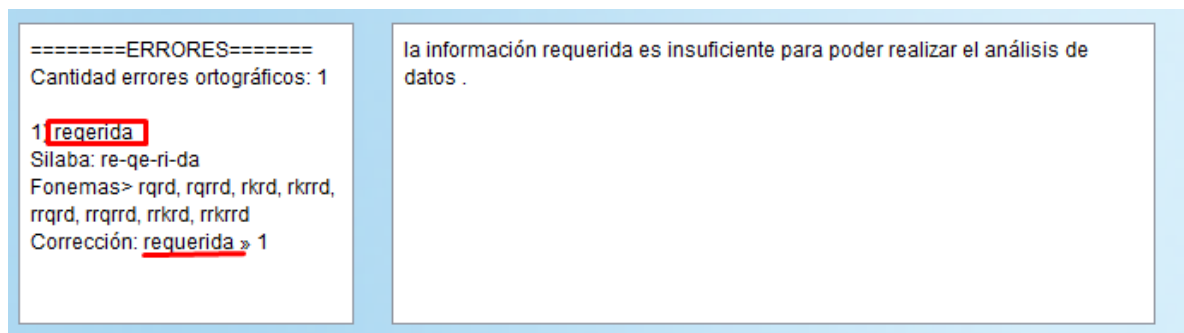 ========ERRORES=======
Cantidad errores ortográficos: 1
1) reqerida
Silaba: re-qe-ri-da
Fonemas> rqrd, rqrrd, rkrd, rkrrd,
rrqrd, rrqrrd, rrkrd, rrkrrd
Corrección: requerida » 1
la información requerida es insuficiente para poder realizar el análisis de
datos .